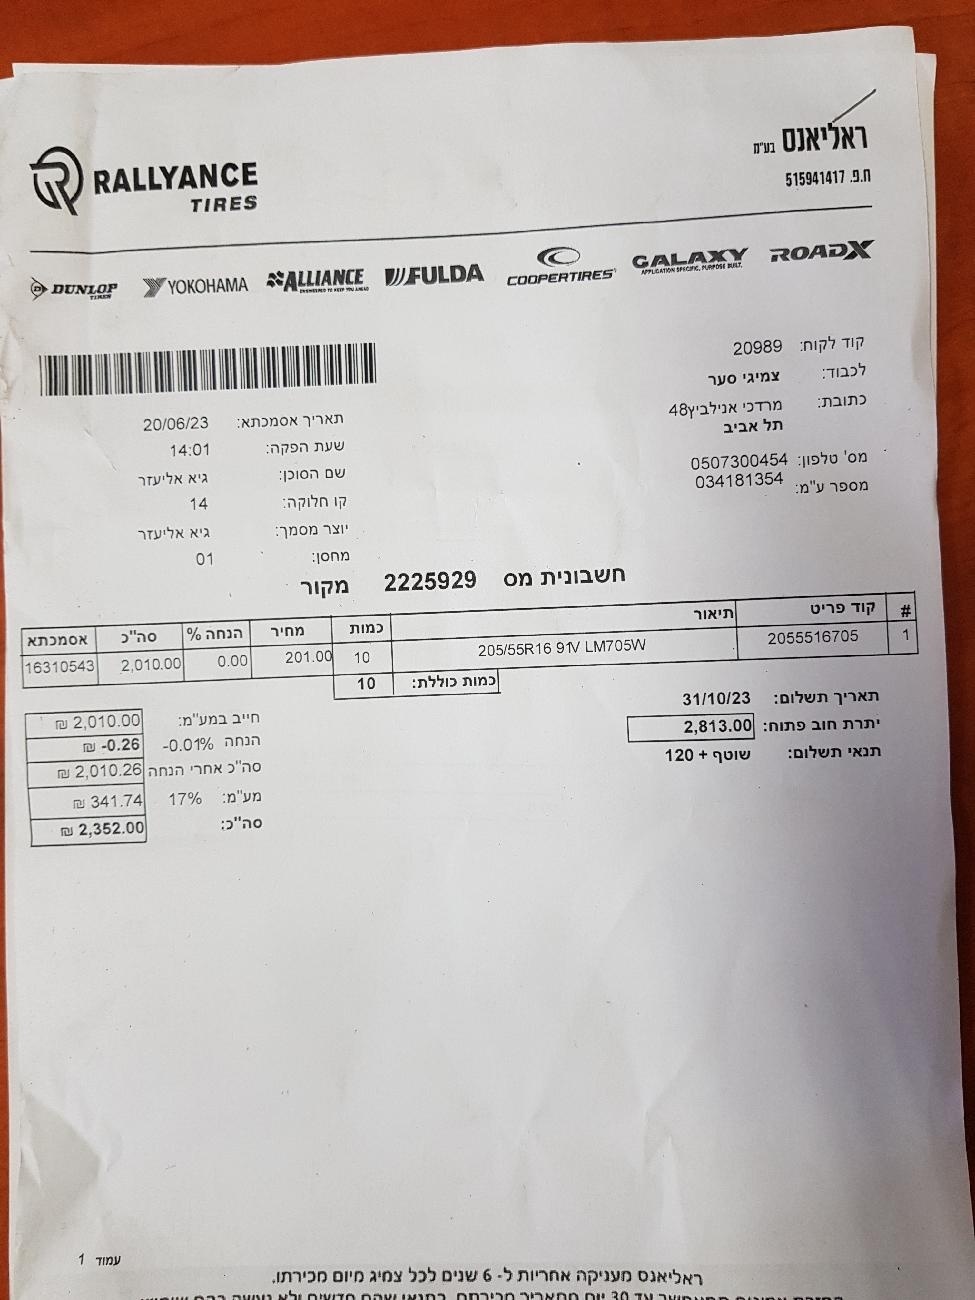 RALLYANCE
TIRES
ראליאנס בע"מ
ח.פ. 515941417
DUNLOP TIRES YOKOHAMA ALLIANCE FULDA COOPERTIRES GALAXY ROADX
APPLICATION SPECIFIC. PURPOSE BUILT.
קוד לקוח: 20989
לכבוד: צמיגי סער
כתובת: מרדכי אנילביץ48
תל אביב
מס' טלפון: 0507300454
מספר ע"מ: 034181354
תאריך אסמכתא: 20/06/23
שעת הפקה: 14:01
שם הסוכן: גיא אליעזר
קו חלוקה: 14
יוצר מסמך: גיא אליעזר
מחסן: 01
חשבונית מס 2225929 מקור
# קוד פריט תיאור כמות מחיר הנחה % סה"כ אסמכתא
1 2055516705 205/55R16 91V LM705W 10 201.00 0.00 2,010.00 16310543
כמות כוללת: 10
תאריך תשלום: 31/10/23
יתרת חוב פתוח: 2,813.00
תנאי תשלום: שוטף + 120
חייב במע"מ: 2,010.00 ₪
הנחה -0.01% -0.26 ₪
סה"כ אחרי הנחה 2,010.26 ₪
מע"מ: 17% 341.74 ₪
סה"כ: 2,352.00 ₪
עמוד 1
ראליאנס מעניקה אחריות ל- 6 שנים לכל צמיג מיום מכירתו.